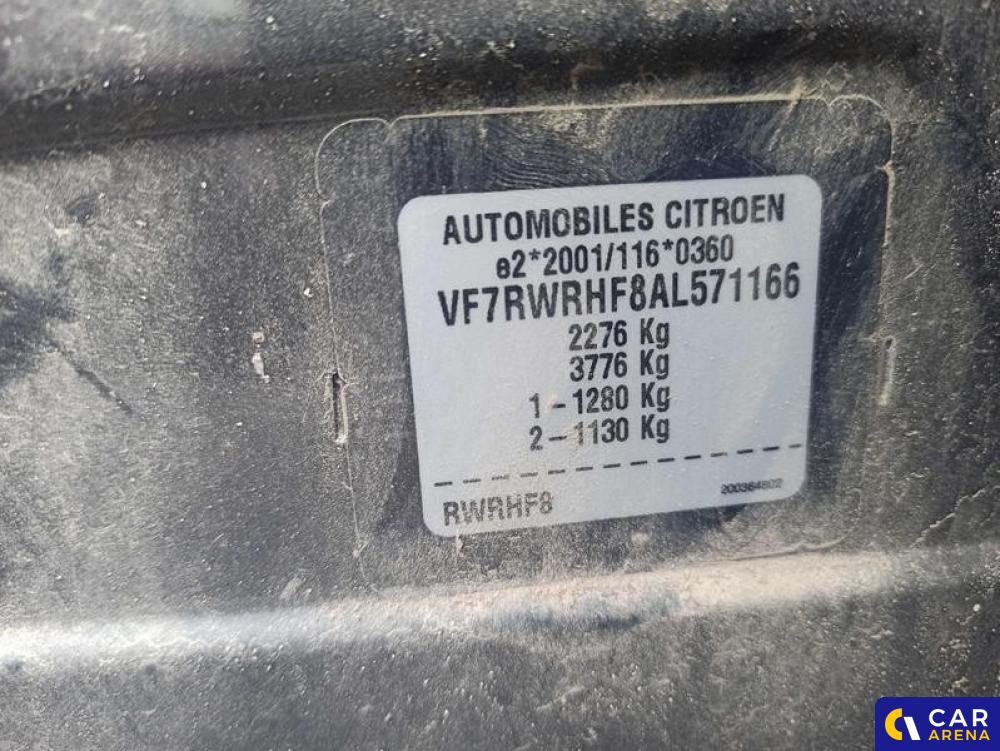 AUTOMOBILES CITROEN
e2*2001/116*0360
VF7RWRHF8AL571166
2276 Kg
3776 Kg
1-1280 Kg
2-1130 Kg
RWRHF8
200364802
CAR
ARENA